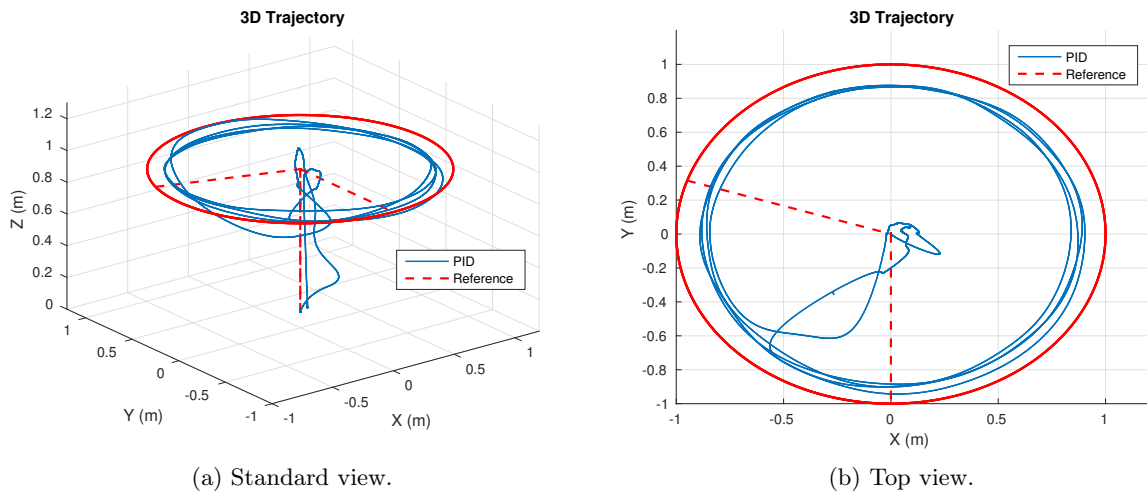 3D Trajectory
1.2
1
0.8
0.6
0.4
0.2
0
Z (m)
1
0.5
0
-0.5
-1
Y (m)
-1
-0.5
0
0.5
1
X (m)
PID
Reference
(a) Standard view.
3D Trajectory
1
0.8
0.6
0.4
0.2
0
-0.2
-0.4
-0.6
-0.8
-1
Y (m)
-1
-0.5
0
0.5
1
X (m)
PID
Reference
(b) Top view.